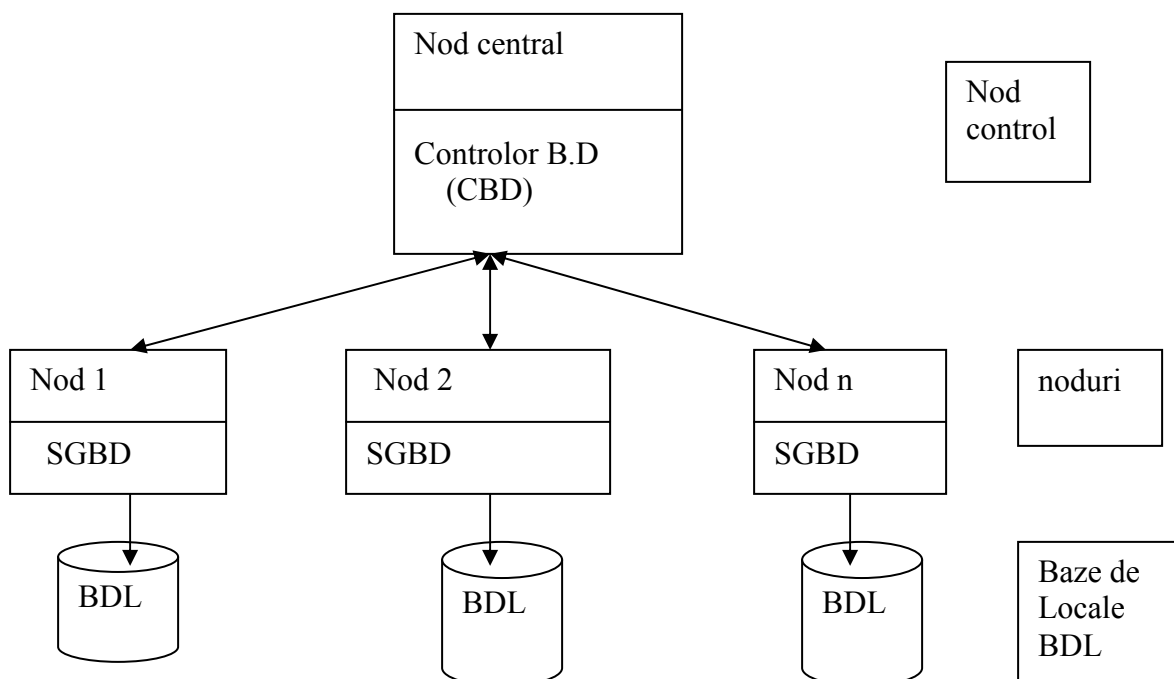 Nod central
Nod
control
Controlor B.D
(CBD)
Nod 1
Nod 2
Nod n
noduri
SGBD
SGBD
SGBD
BDL
BDL
BDL
Baze de
Locale
BDL